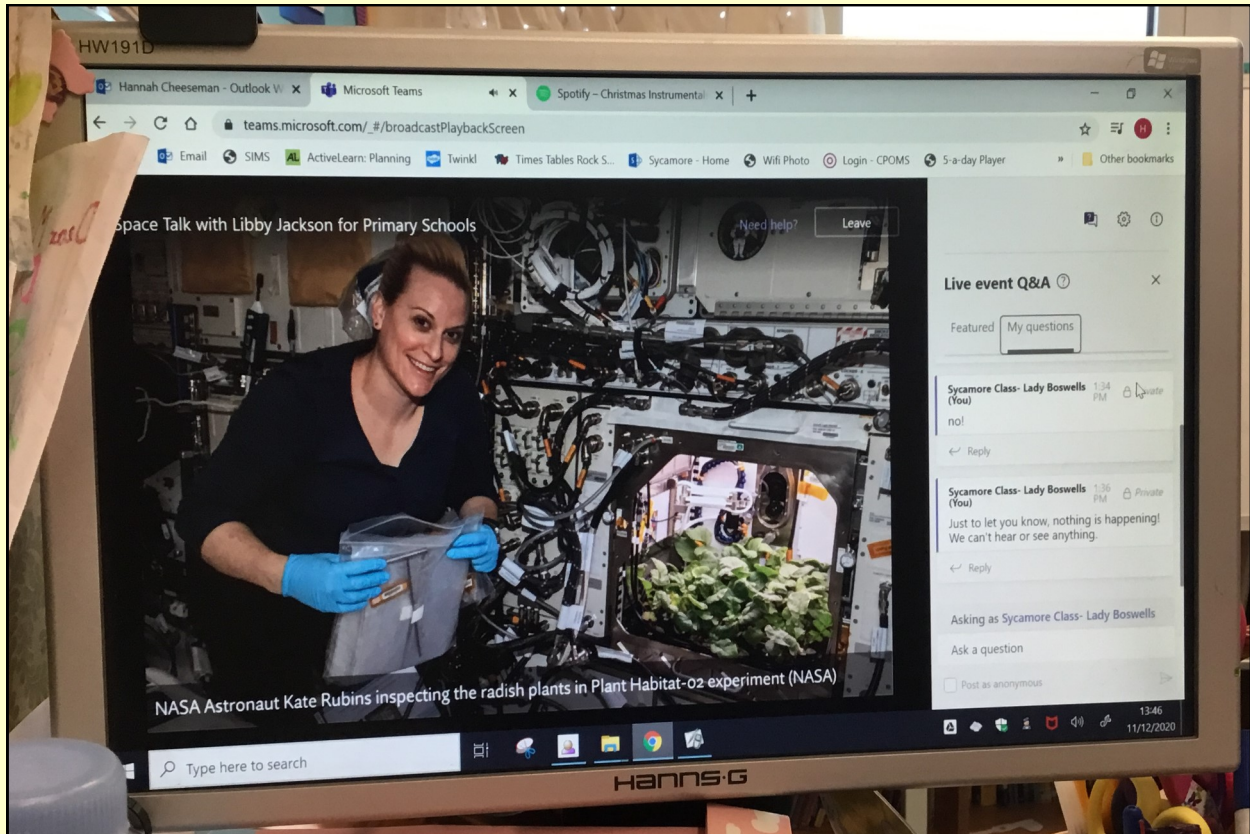 HW191D
Hannah Cheeseman - Outlook W
Microsoft Teams
Spotify – Christmas Instrumental
teams.microsoft.com/_#/broadcastPlaybackScreen
H
Email
SIMS
AL
ActiveLearn: Planning
Twinkl
Times Tables Rock S...
Sycamore - Home
Wifi Photo
Login - CPOMS
5-a-day Player
»
Other bookmarks
Space Talk with Libby Jackson for Primary Schools
Need help?
Leave
Live event Q&A
Featured
My questions
Sycamore Class- Lady Boswells
(You)
1:34
PM
no!
Reply
Sycamore Class- Lady Boswells
(You)
1:36
PM
Private
Just to let you know, nothing is happening!
We can't hear or see anything.
Reply
Asking as Sycamore Class- Lady Boswells
Ask a question
Post as anonymous
NASA Astronaut Kate Rubins inspecting the radish plants in Plant Habitat-02 experiment (NASA)
Type here to search
13:46
11/12/2020
HANNS·G